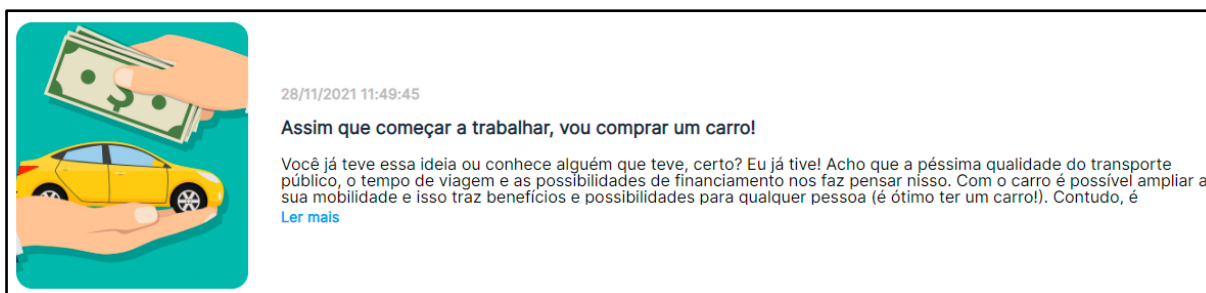 28/11/2021 11:49:45
Assim que começar a trabalhar, vou comprar um carro!
Você já teve essa ideia ou conhece alguém que teve, certo? Eu já tive! Acho que a péssima qualidade do transporte
público, o tempo de viagem e as possibilidades de financiamento nos faz pensar nisso. Com o carro é possível ampliar a
sua mobilidade e isso traz benefícios e possibilidades para qualquer pessoa (é ótimo ter um carro!). Contudo, é
Ler mais
$